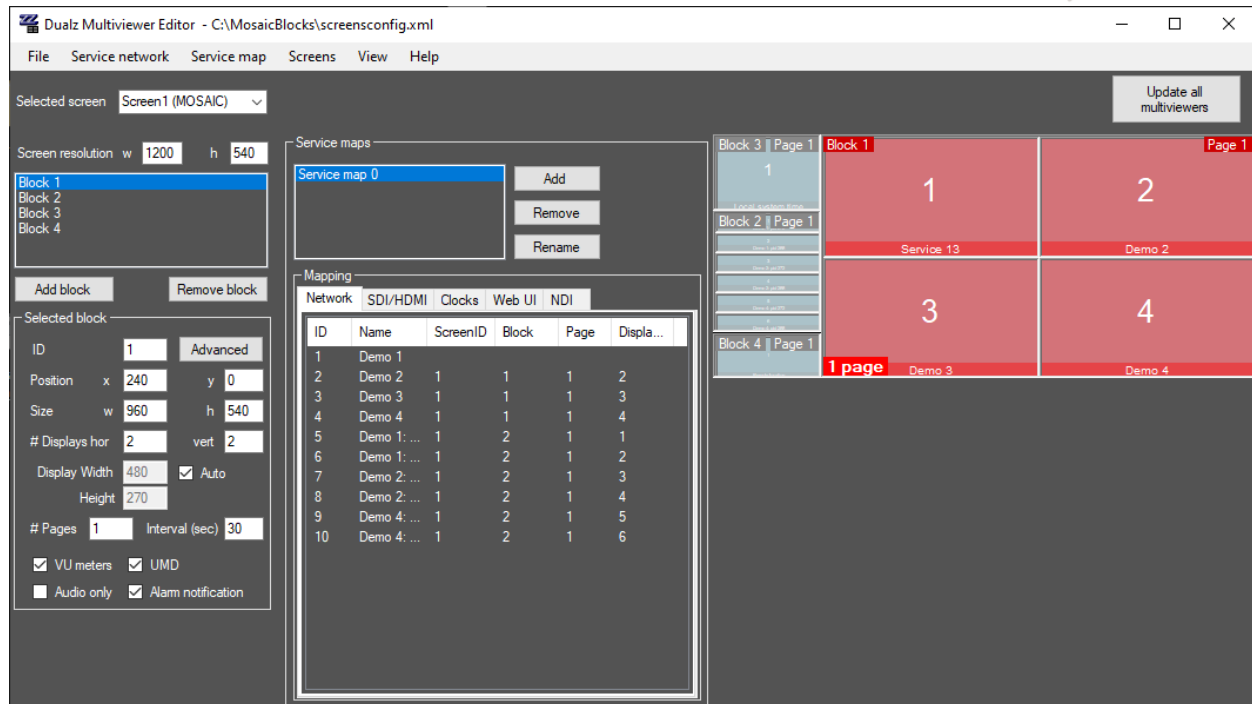 Dualz Multiviewer Editor - C:\MosaicBlocks\screensconfig.xml
File Service network Service map Screens View Help
Selected screen Screen1 (MOSAIC)
Update all
multiviewers
Screen resolution w 1200 h 540
Block 1
Block 2
Block 3
Block 4
Add block Remove block
Selected block
ID 1 Advanced
Position x 240 y 0
Size w 960 h 540
# Displays hor 2 vert 2
Display Width 480 Auto
Height 270
# Pages 1 Interval (sec) 30
VU meters UMD
Audio only Alarm notification
Service maps
Service map 0
Add
Remove
Rename
Mapping
Network SDI/HDMI Clocks Web UI NDI
ID Name ScreenID Block Page Displa...
1 Demo 1
2 Demo 2 1 1 1 2
3 Demo 3 1 1 1 3
4 Demo 4 1 1 1 4
5 Demo 1: ... 1 2 1 1
6 Demo 1: ... 1 2 1 2
7 Demo 2: ... 1 2 1 3
8 Demo 2: ... 1 2 1 4
9 Demo 4: ... 1 2 1 5
10 Demo 4: ... 1 2 1 6
Block 3 Page 1
1
Local system time
Block 2 Page 1
Block 4 Page 1
Block 1 Page 1
1 2
Service 13 Demo 2
3 4
1 page Demo 3 Demo 4